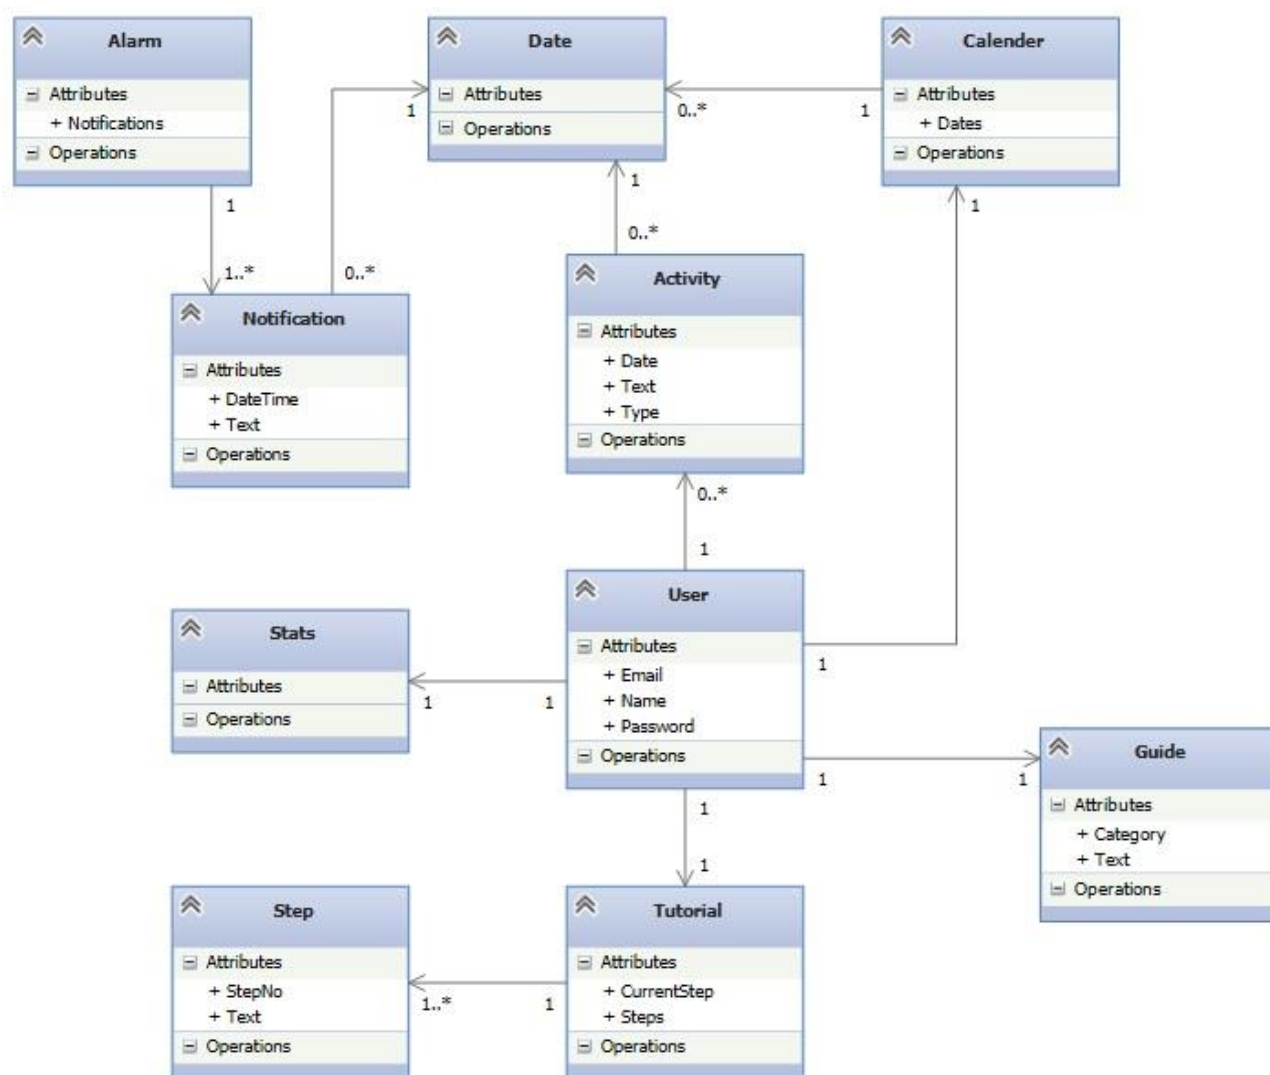 Alarm
Attributes
+ Notifications
Operations
Date
Attributes
Operations
Calender
Attributes
+ Dates
Operations
1
0..*
1
1
1..*
0..*
1
0..*
1
Notification
Attributes
+ DateTime
+ Text
Operations
Activity
Attributes
+ Date
+ Text
+ Type
Operations
0..*
1
Stats
Attributes
Operations
User
Attributes
+ Email
+ Name
+ Password
Operations
1
1
1
1
1
Guide
Attributes
+ Category
+ Text
Operations
1
1
Step
Attributes
+ StepNo
+ Text
Operations
1..*
1
Tutorial
Attributes
+ CurrentStep
+ Steps
Operations